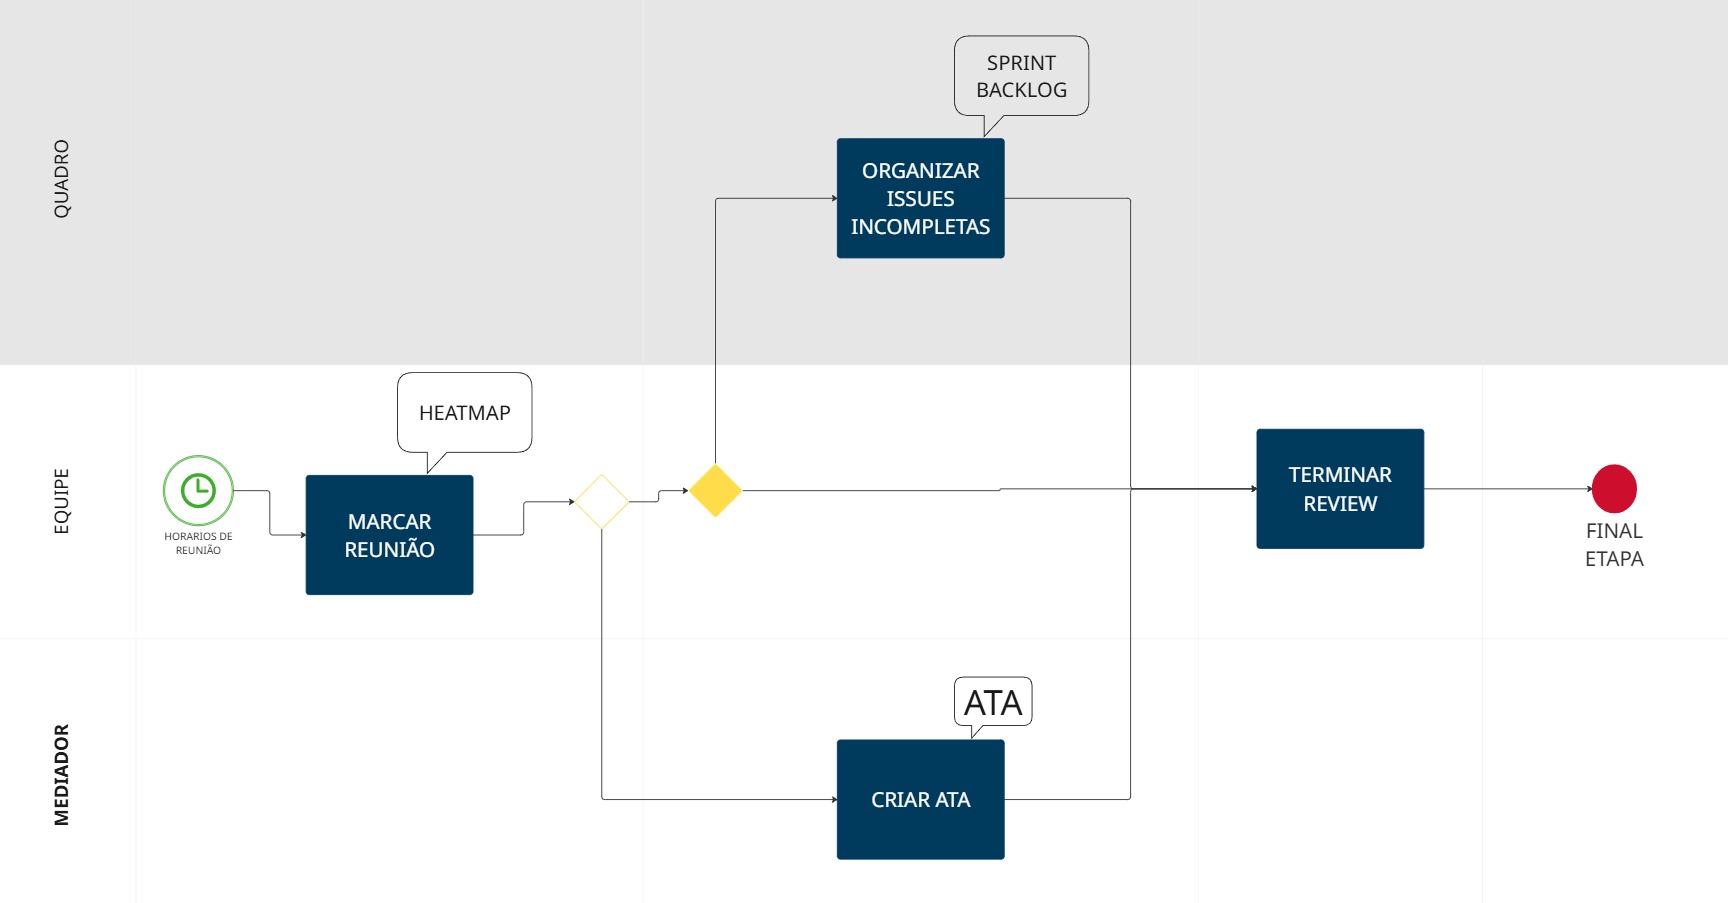 QUADRO
SPRINT
BACKLOG
ORGANIZAR
ISSUES
INCOMPLETAS
EQUIPE
HEATMAP
HORARIOS DE
REUNIÃO
MARCAR
REUNIÃO
TERMINAR
REVIEW
FINAL
ETAPA
MEDIADOR
ATA
CRIAR ATA